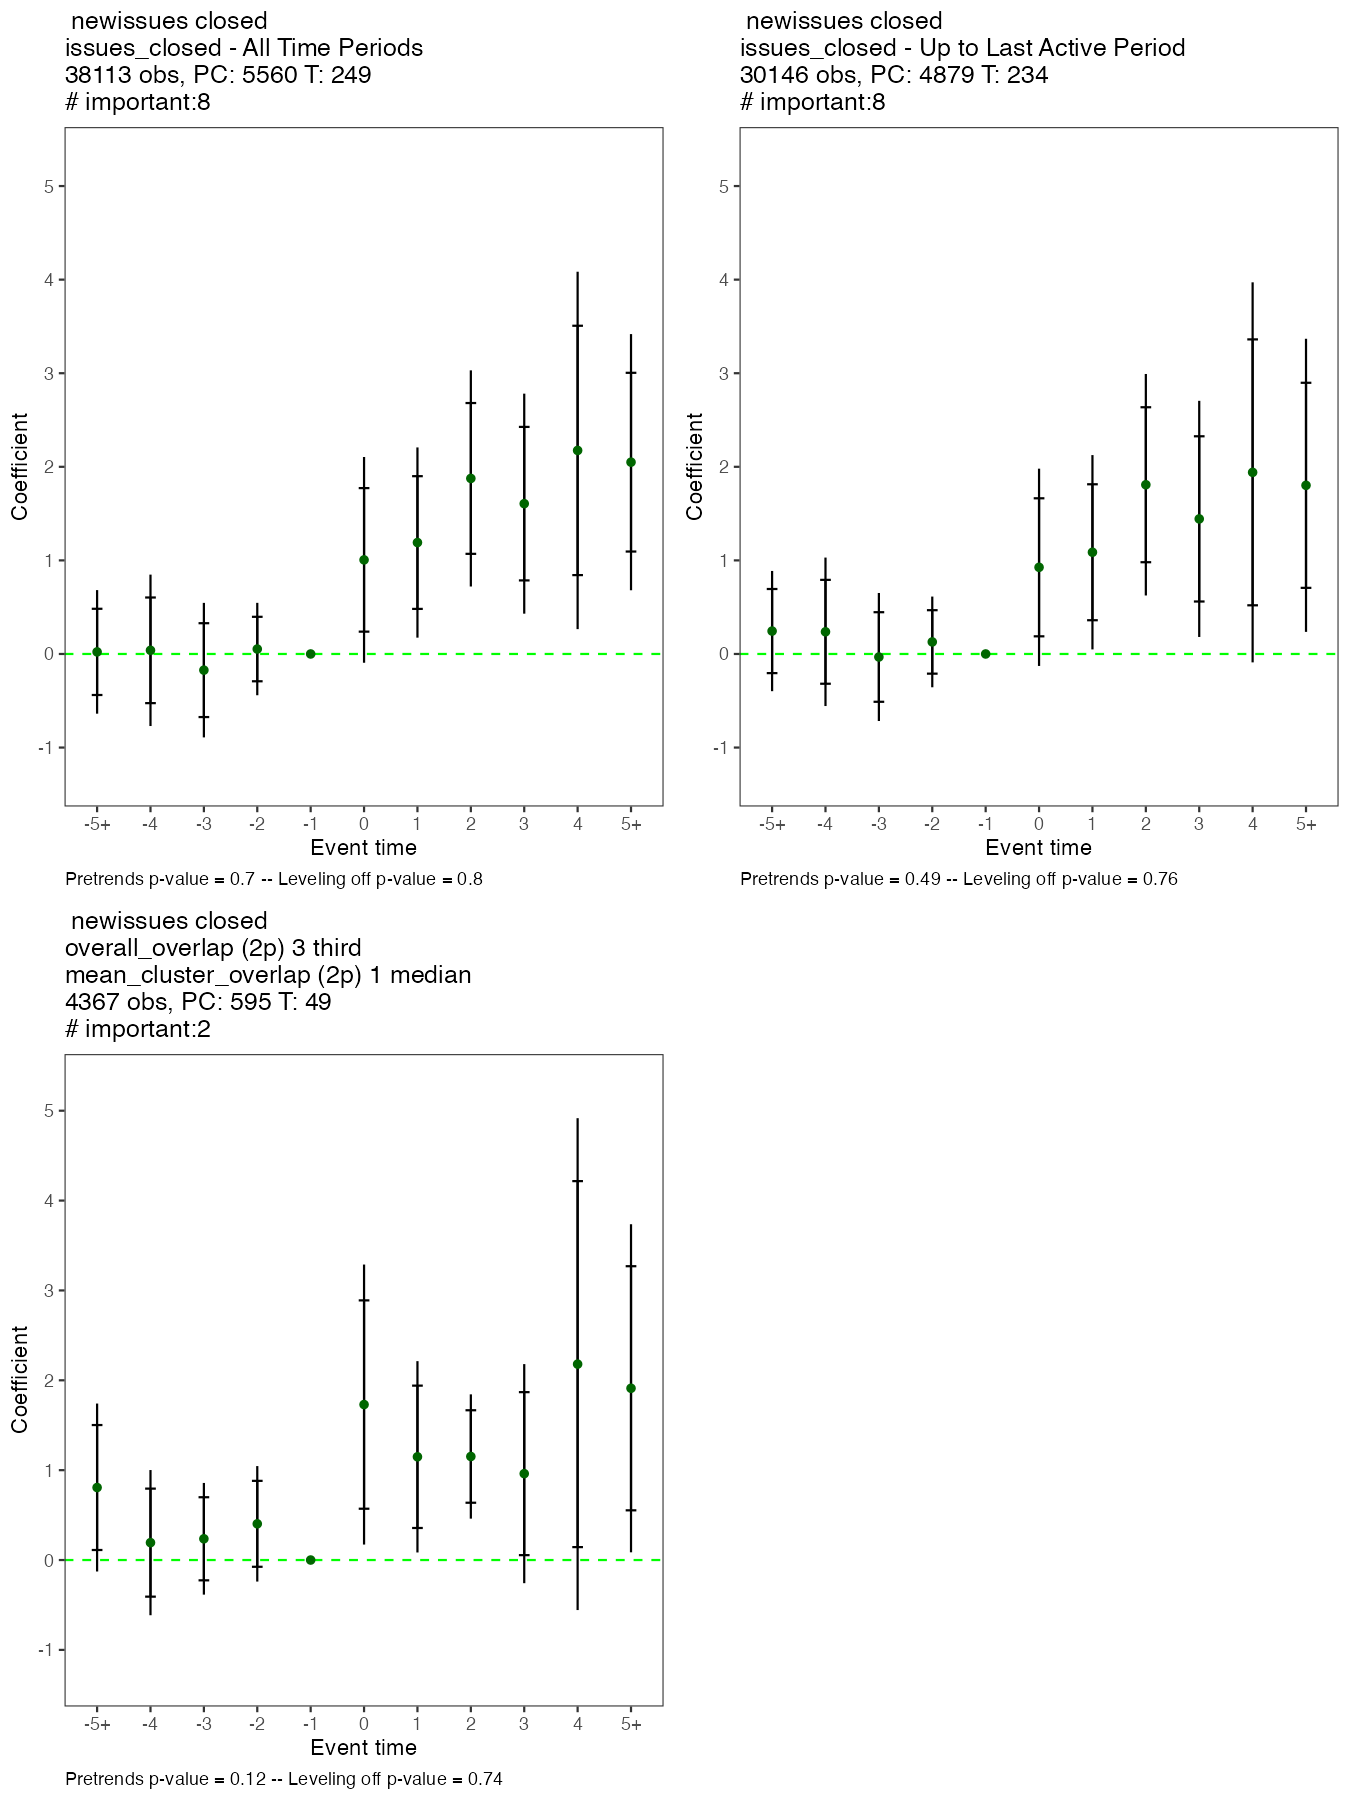 newissues closed
issues_closed - All Time Periods
38113 obs, PC: 5560 T: 249
# important:8
Coefficient
5
4
3
2
1
0
-1
-5+ -4 -3 -2 -1 0 1 2 3 4 5+
Event time
Pretrends p-value = 0.7 -- Leveling off p-value = 0.8
newissues closed
issues_closed - Up to Last Active Period
30146 obs, PC: 4879 T: 234
# important:8
Coefficient
5
4
3
2
1
0
-1
-5+ -4 -3 -2 -1 0 1 2 3 4 5+
Event time
Pretrends p-value = 0.49 -- Leveling off p-value = 0.76
newissues closed
overall_overlap (2p) 3 third
mean_cluster_overlap (2p) 1 median
4367 obs, PC: 595 T: 49
# important:2
Coefficient
5
4
3
2
1
0
-1
-5+ -4 -3 -2 -1 0 1 2 3 4 5+
Event time
Pretrends p-value = 0.12 -- Leveling off p-value = 0.74